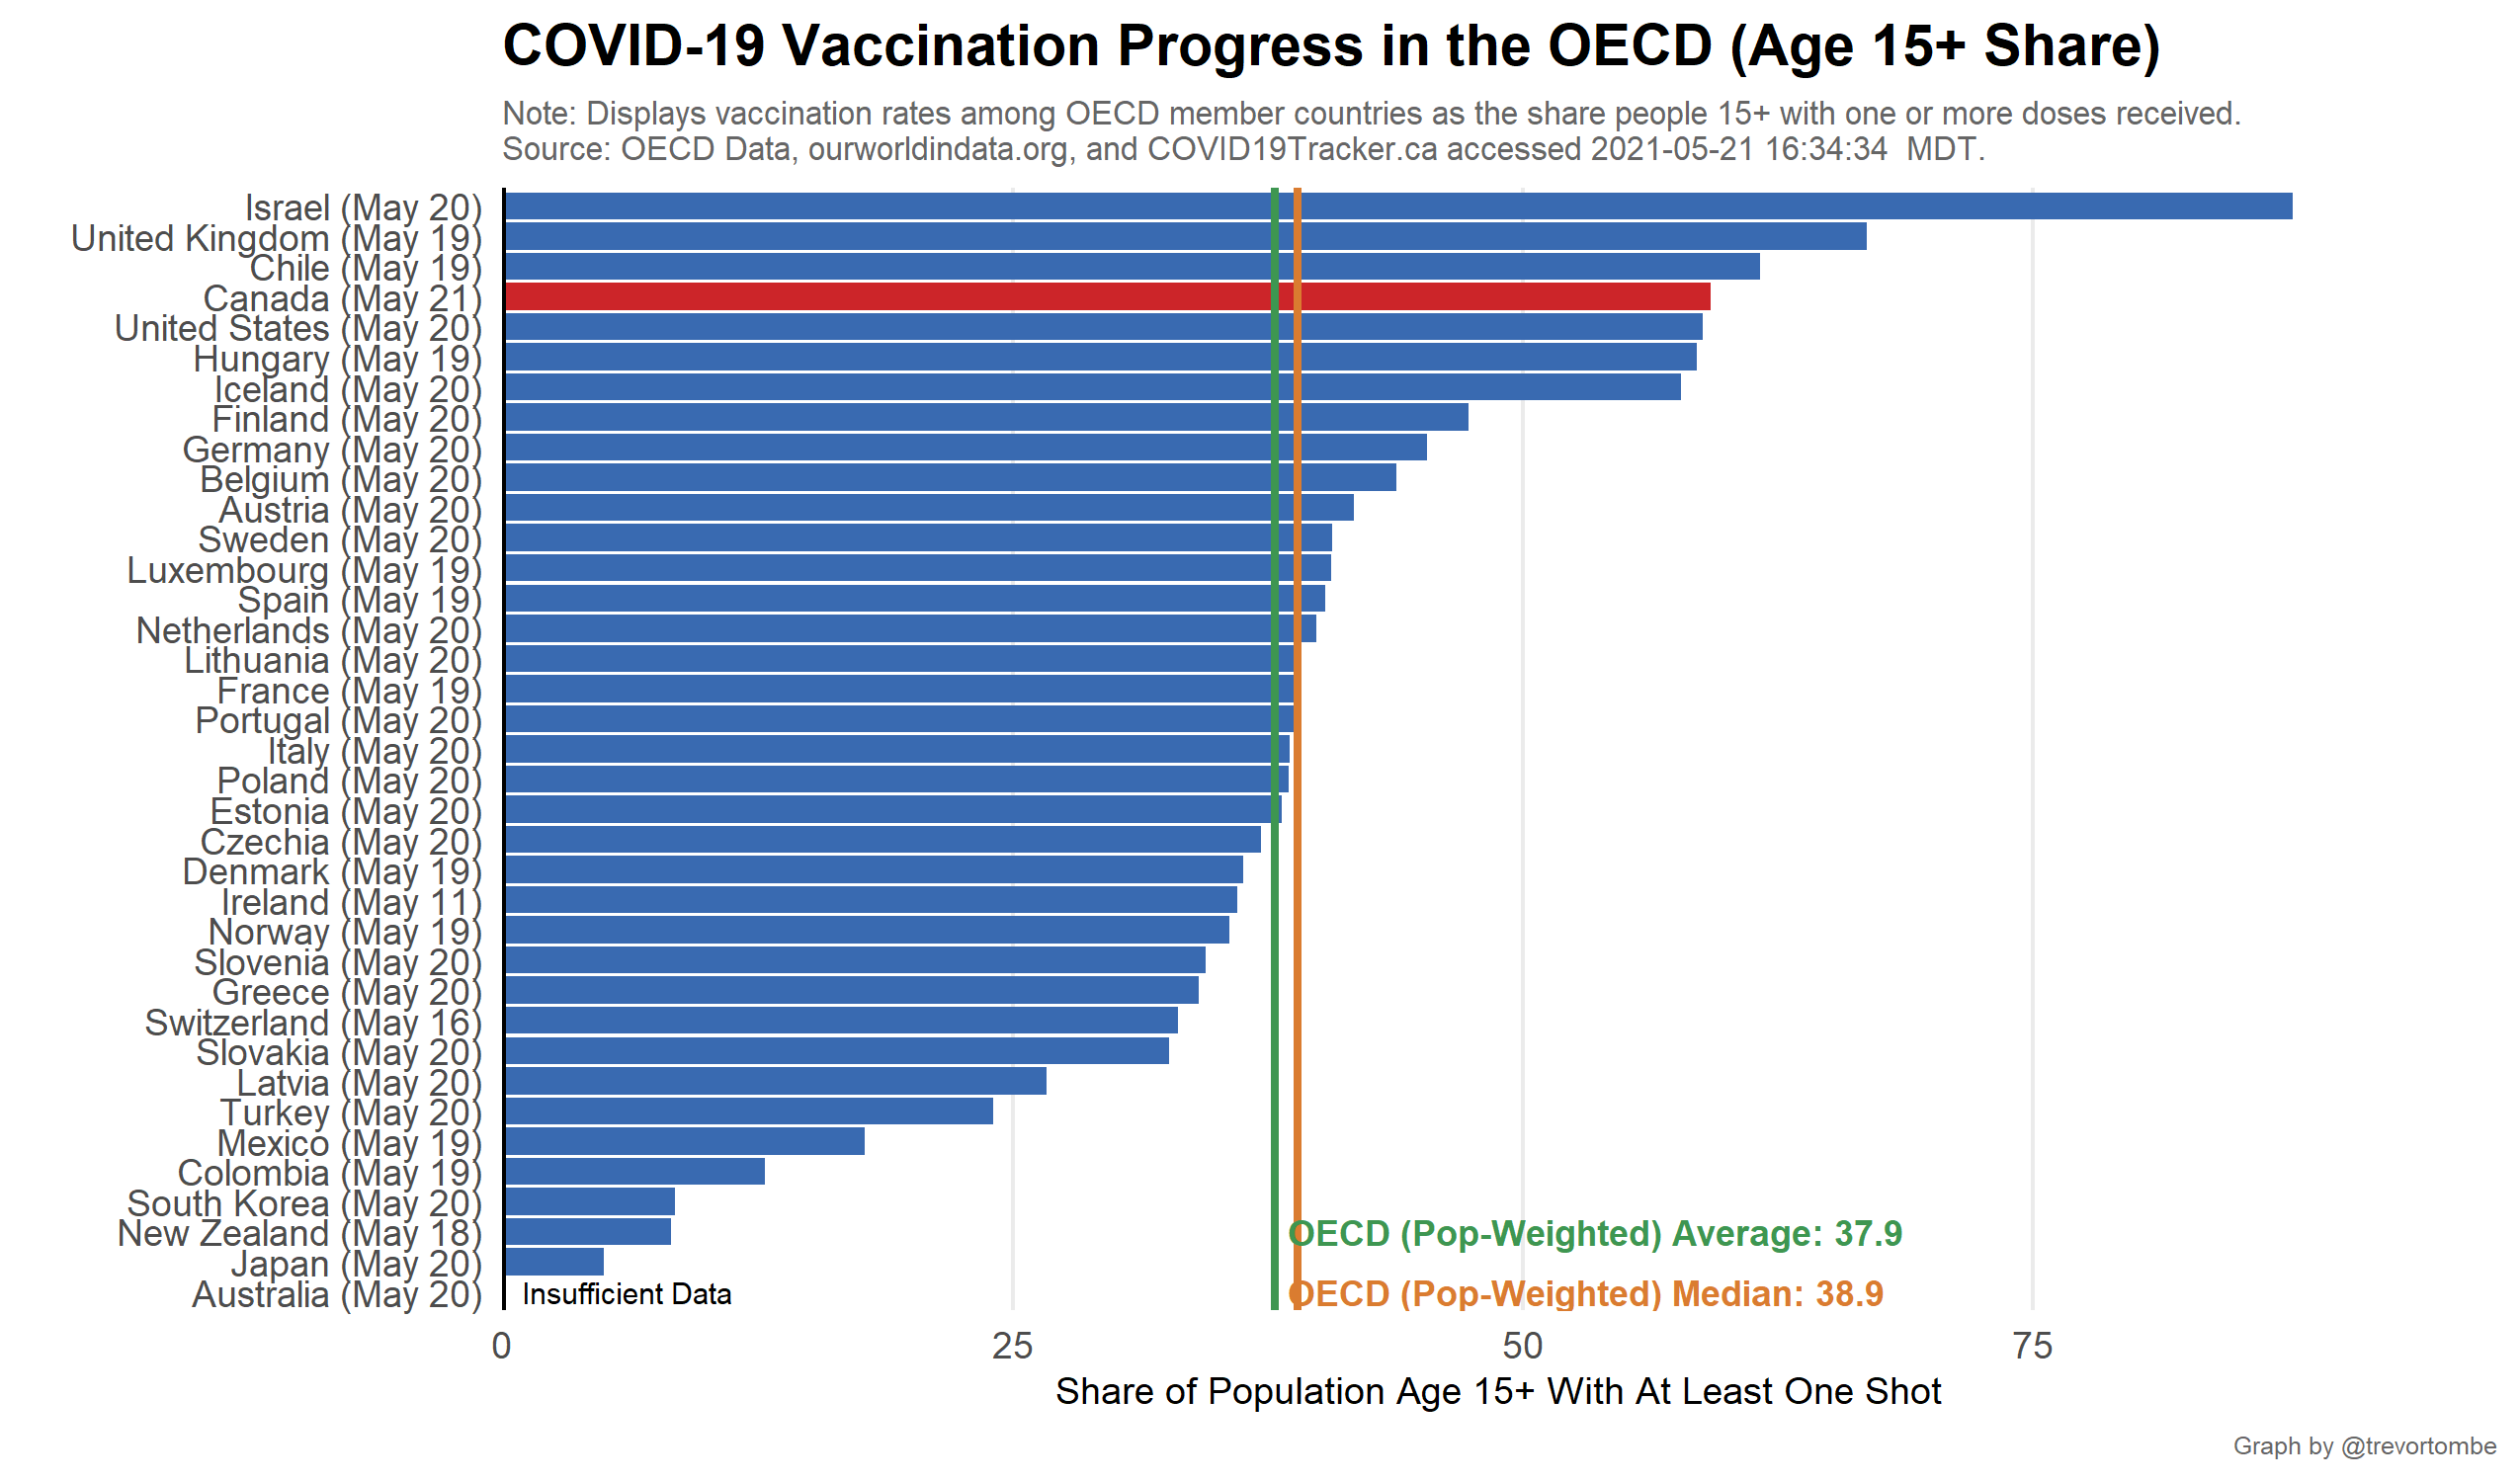 COVID-19 Vaccination Progress in the OECD (Age 15+ Share)
Note: Displays vaccination rates among OECD member countries as the share people 15+ with one or more doses received.
Source: OECD Data, ourworldindata.org, and COVID19Tracker.ca accessed 2021-05-21 16:34:34  MDT.
Israel (May 20)
United Kingdom (May 19)
Chile (May 19)
Canada (May 21)
United States (May 20)
Hungary (May 19)
Iceland (May 20)
Finland (May 20)
Germany (May 20)
Belgium (May 20)
Austria (May 20)
Sweden (May 20)
Luxembourg (May 19)
Spain (May 19)
Netherlands (May 20)
Lithuania (May 20)
France (May 19)
Portugal (May 20)
Italy (May 20)
Poland (May 20)
Estonia (May 20)
Czechia (May 20)
Denmark (May 19)
Ireland (May 11)
Norway (May 19)
Slovenia (May 20)
Greece (May 20)
Switzerland (May 16)
Slovakia (May 20)
Latvia (May 20)
Turkey (May 20)
Mexico (May 19)
Colombia (May 19)
South Korea (May 20)
New Zealand (May 18)
OECD (Pop-Weighted) Average: 37.9
Japan (May 20)
Australia (May 20)
Insufficient Data
OECD (Pop-Weighted) Median: 38.9
0 25 50 75
Share of Population Age 15+ With At Least One Shot
Graph by @trevortombe